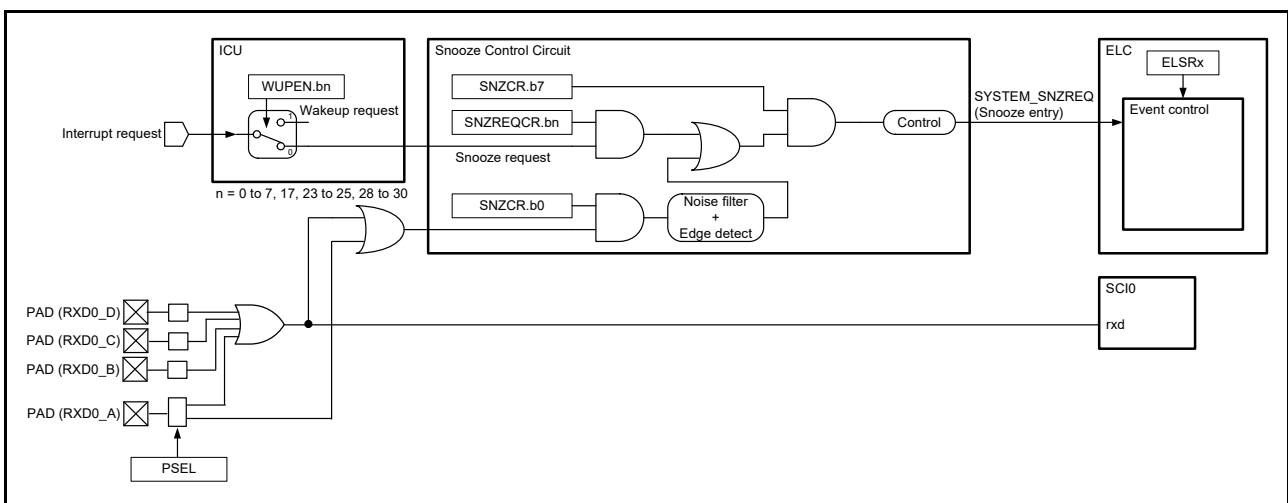 ICU
WUPEN.bn
1
Wakeup request
Interrupt request
0
n = 0 to 7, 17, 23 to 25, 28 to 30
Snooze Control Circuit
SNZCR.b7
SNZREQCR.bn
Snooze request
SNZCR.b0
Noise filter
+
Edge detect
Control
SYSTEM_SNZREQ
(Snooze entry)
ELC
ELSRx
Event control
PAD (RXD0_D)
PAD (RXD0_C)
PAD (RXD0_B)
PAD (RXD0_A)
PSEL
SCI0
rxd